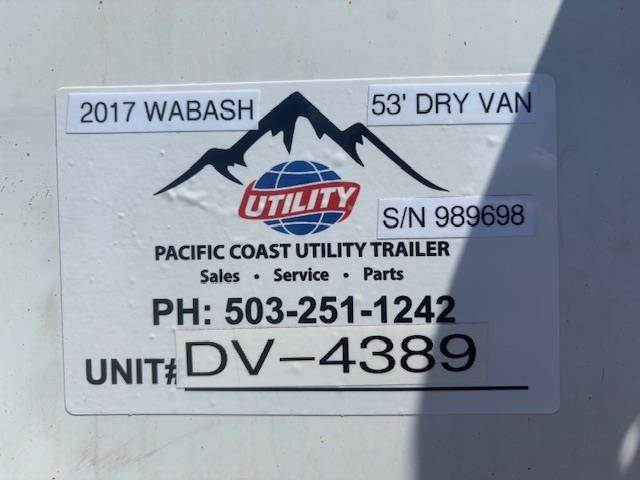 2017 WABASH 53' DRY VAN
UTILITY
S/N 989698
PACIFIC COAST UTILITY TRAILER
Sales • Service • Parts
PH: 503-251-1242
UNIT# DV-4389